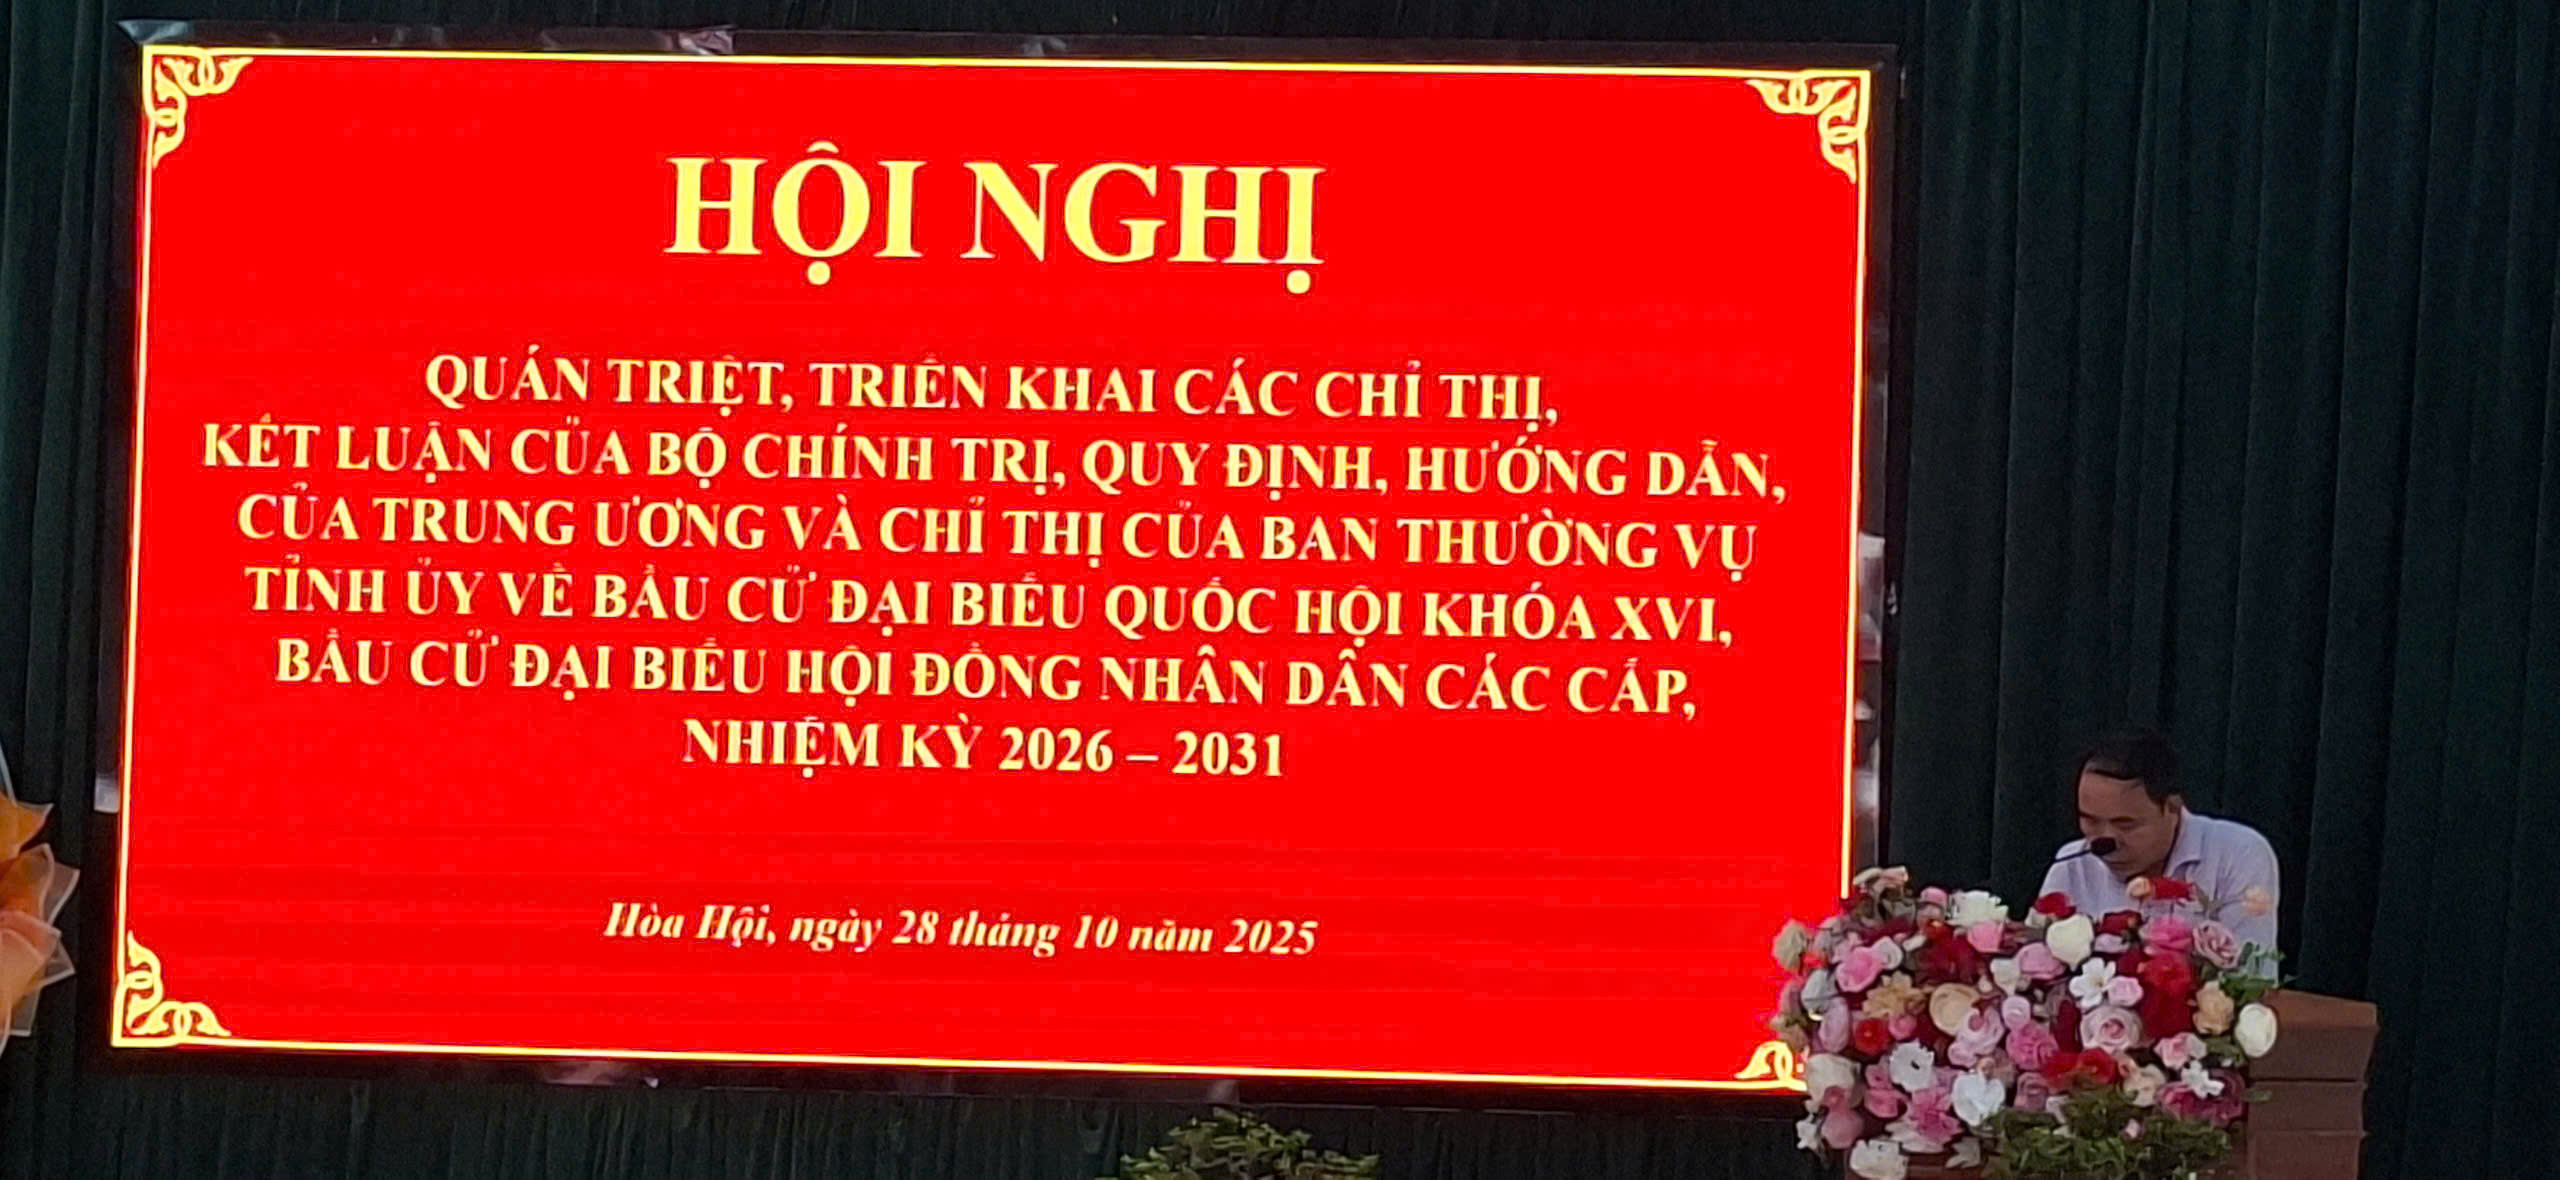 HỘI NGHỊ
QUÁN TRIỆT, TRIỂN KHAI CÁC CHỈ THỊ,
KẾT LUẬN CỦA BỘ CHÍNH TRỊ, QUY ĐỊNH, HƯỚNG DẪN,
CỦA TRUNG ƯƠNG VÀ CHỈ THỊ CỦA BAN THƯỜNG VỤ
TỈNH ỦY VỀ BẦU CỬ ĐẠI BIỂU QUỐC HỘI KHÓA XVI,
BẦU CỬ ĐẠI BIỂU HỘI ĐỒNG NHÂN DÂN CÁC CẤP,
NHIỆM KỲ 2026 – 2031
Hòa Hội, ngày 28 tháng 10 năm 2025